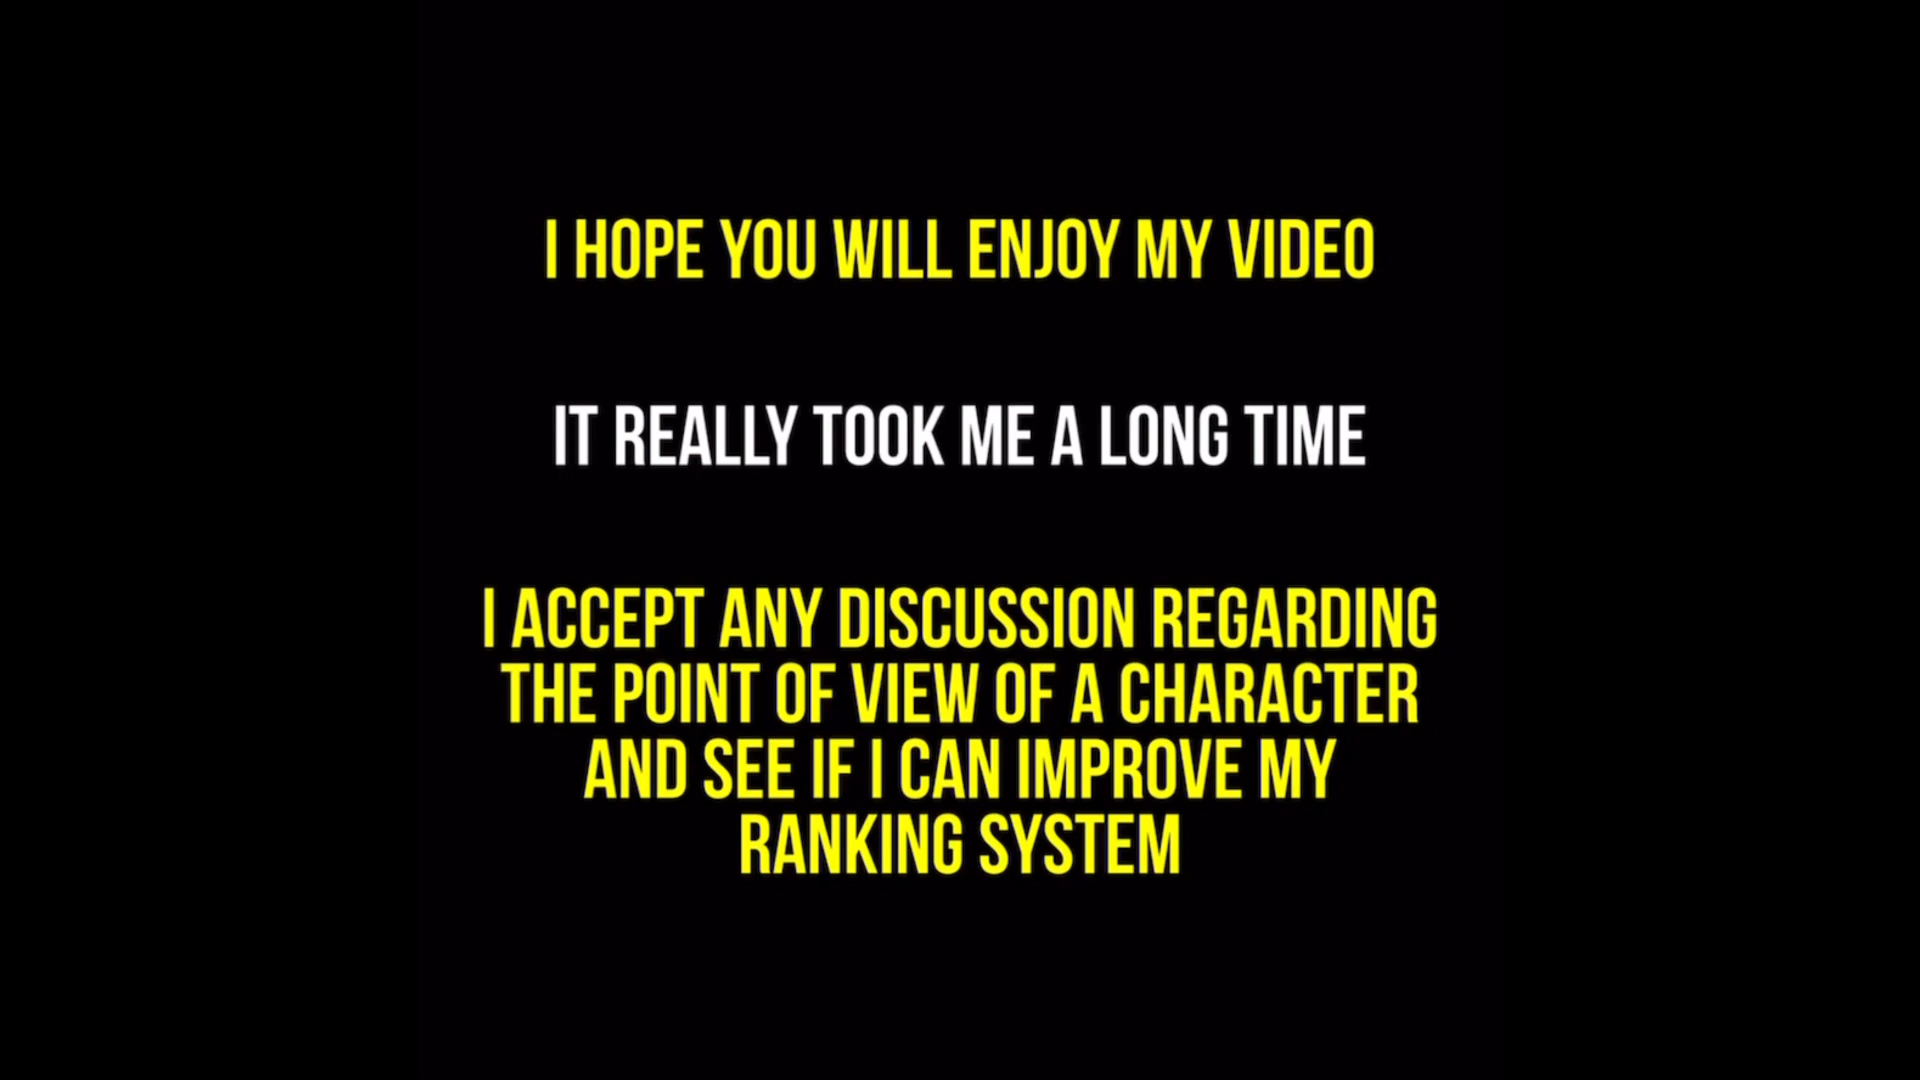 I HOPE YOU WILL ENJOY MY VIDEO
IT REALLY TOOK ME A LONG TIME
I ACCEPT ANY DISCUSSION REGARDING
THE POINT OF VIEW OF A CHARACTER
AND SEE IF I CAN IMPROVE MY
RANKING SYSTEM